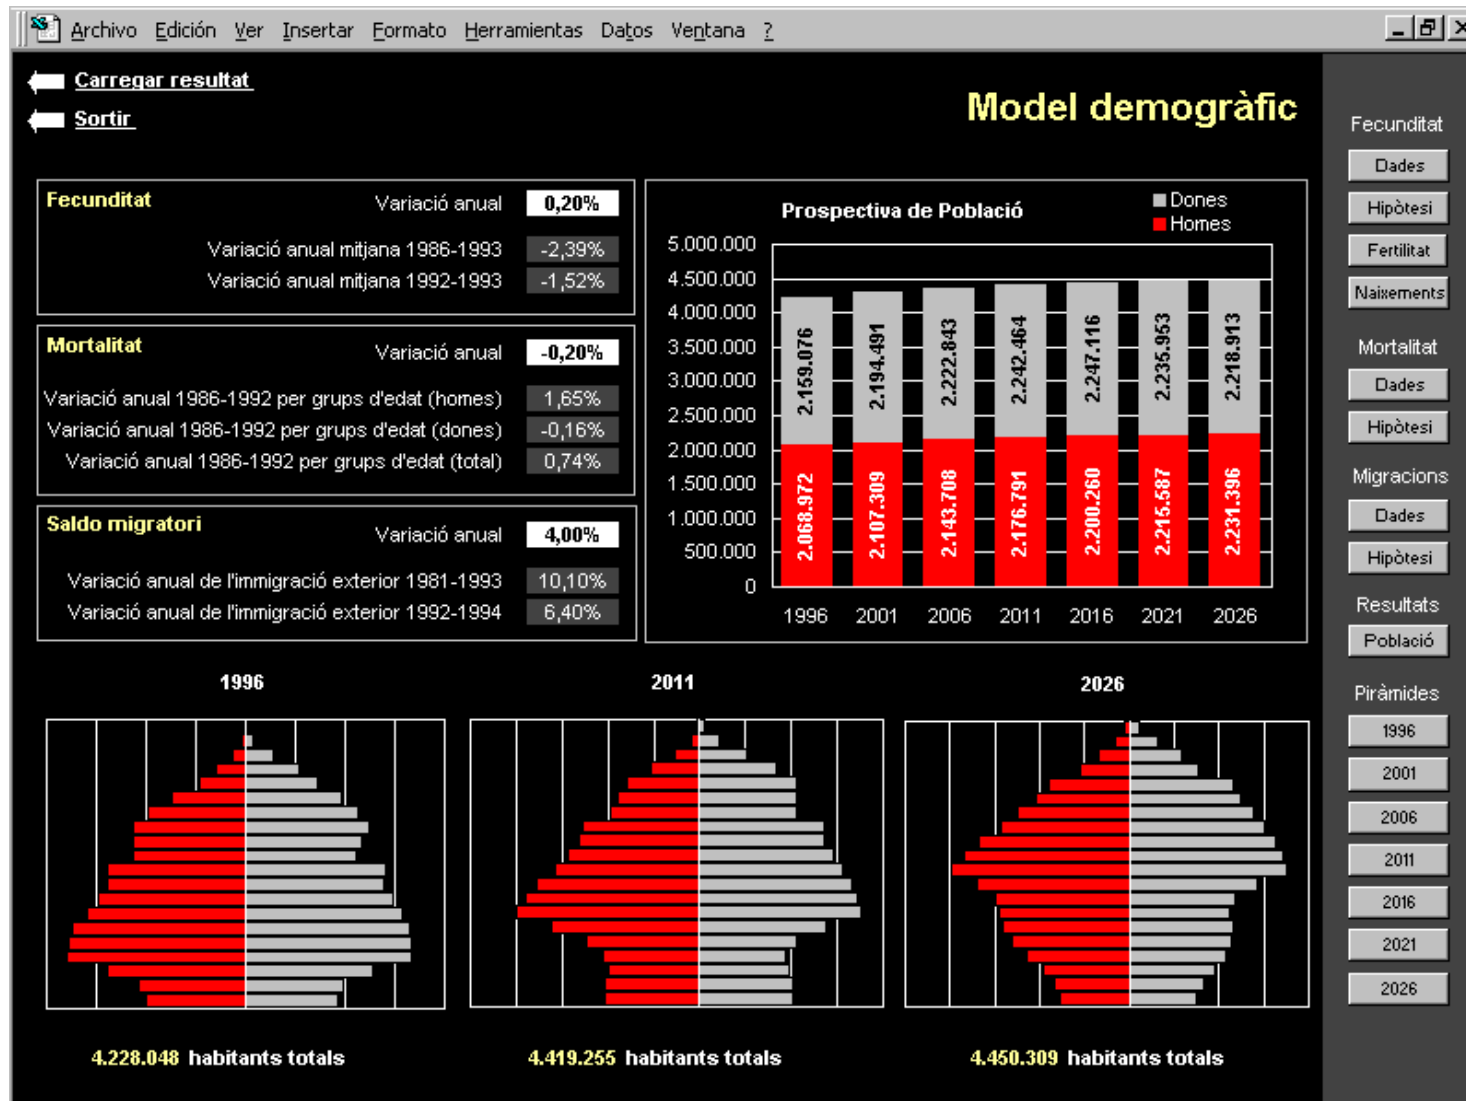 Archivo Edición Ver Insertar Formato Herramientas Datos Ventana ?
Carregar resultat
Sortir
Model demogràfic
Fecunditat
Variació anual 0,20%
Variació anual mitjana 1986-1993 -2,39%
Variació anual mitjana 1992-1993 -1,52%
Mortalitat
Variació anual -0,20%
Variació anual 1986-1992 per grups d'edat (homes) 1,65%
Variació anual 1986-1992 per grups d'edat (dones) -0,16%
Variació anual 1986-1992 per grups d'edat (total) 0,74%
Saldo migratori
Variació anual 4,00%
Variació anual de l'immigració exterior 1981-1993 10,10%
Variació anual de l'immigració exterior 1992-1994 6,40%
Prospectiva de Població
Dones
Homes
5.000.000
4.500.000
4.000.000
3.500.000
3.000.000
2.500.000
2.000.000
1.500.000
1.000.000
500.000
0
2.159.076 2.194.491 2.222.843 2.242.464 2.247.116 2.235.953 2.218.913
2.068.972 2.107.309 2.143.708 2.176.791 2.200.260 2.215.587 2.231.396
1996 2001 2006 2011 2016 2021 2026
1996
2011
2026
4.228.048 habitants totals
4.419.255 habitants totals
4.450.309 habitants totals
Fecunditat
Dades
Hipòtesi
Fertilitat
Naixements
Mortalitat
Dades
Hipòtesi
Migracions
Dades
Hipòtesi
Resultats
Població
Piràmides
1996
2001
2006
2011
2016
2021
2026